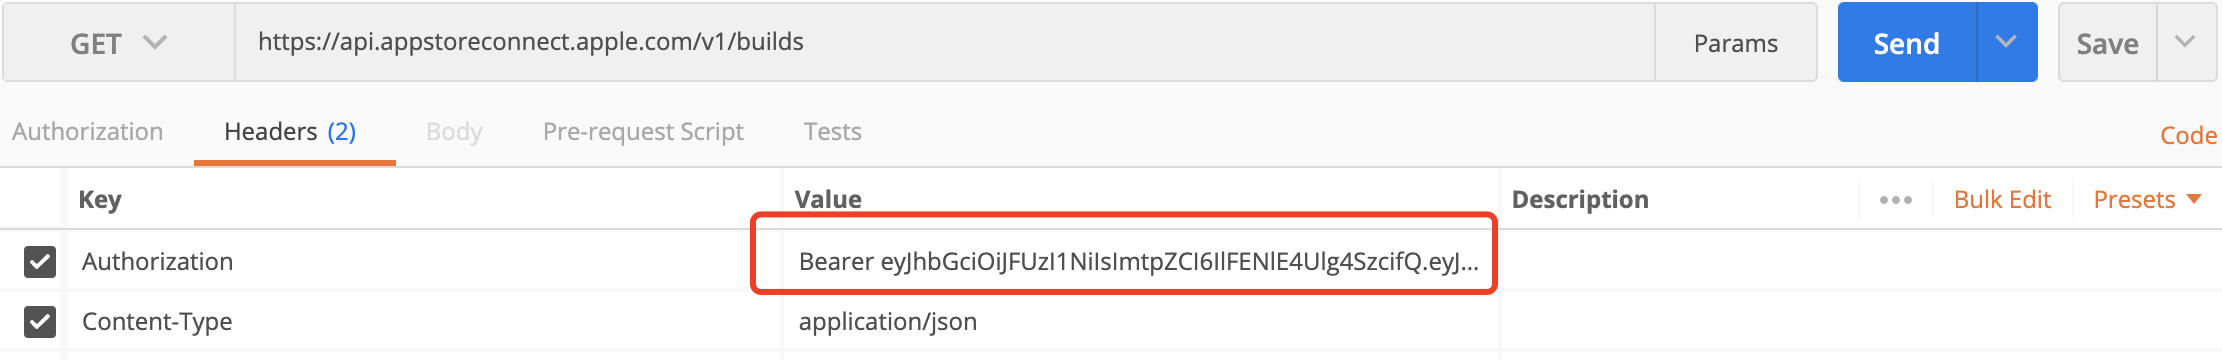 GET https://api.appstoreconnect.apple.com/v1/builds Params Send Save
Authorization Headers (2) Body Pre-request Script Tests Code
Key Value Description ••• Bulk Edit Presets
Authorization Bearer eyJhbGciOiJFUzI1NiIsImtpZCI6IlFENlE4Ulg4SzcifQ.eyJ...
Content-Type application/json